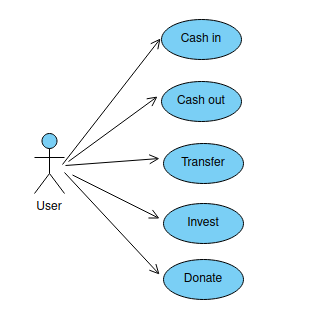 Cash in
Cash out
Transfer
User
Invest
Donate